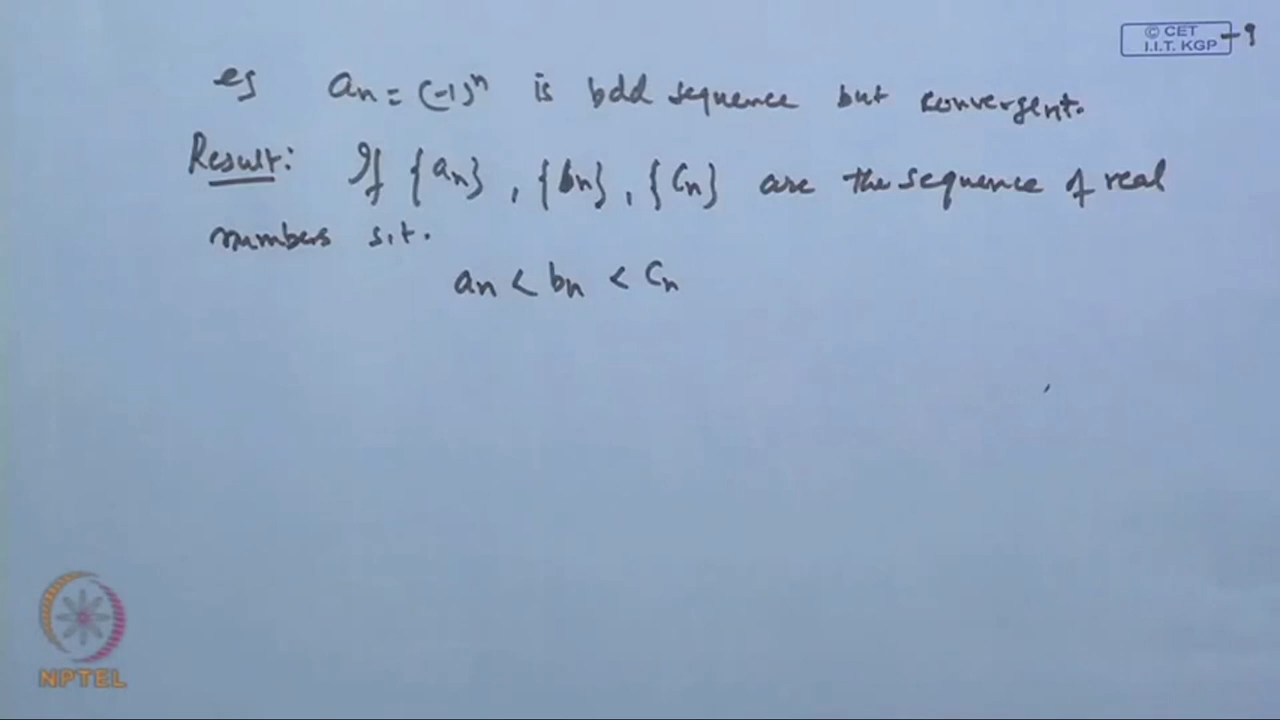 © CET
I.I.T. KGP
-9
eg aₙ = (-1)ⁿ is bdd sequence but convergent.
Result: If {aₙ}, {bₙ}, {Cₙ} are the sequence of real
numbers s.t.
aₙ < bₙ < Cₙ
NPTEL